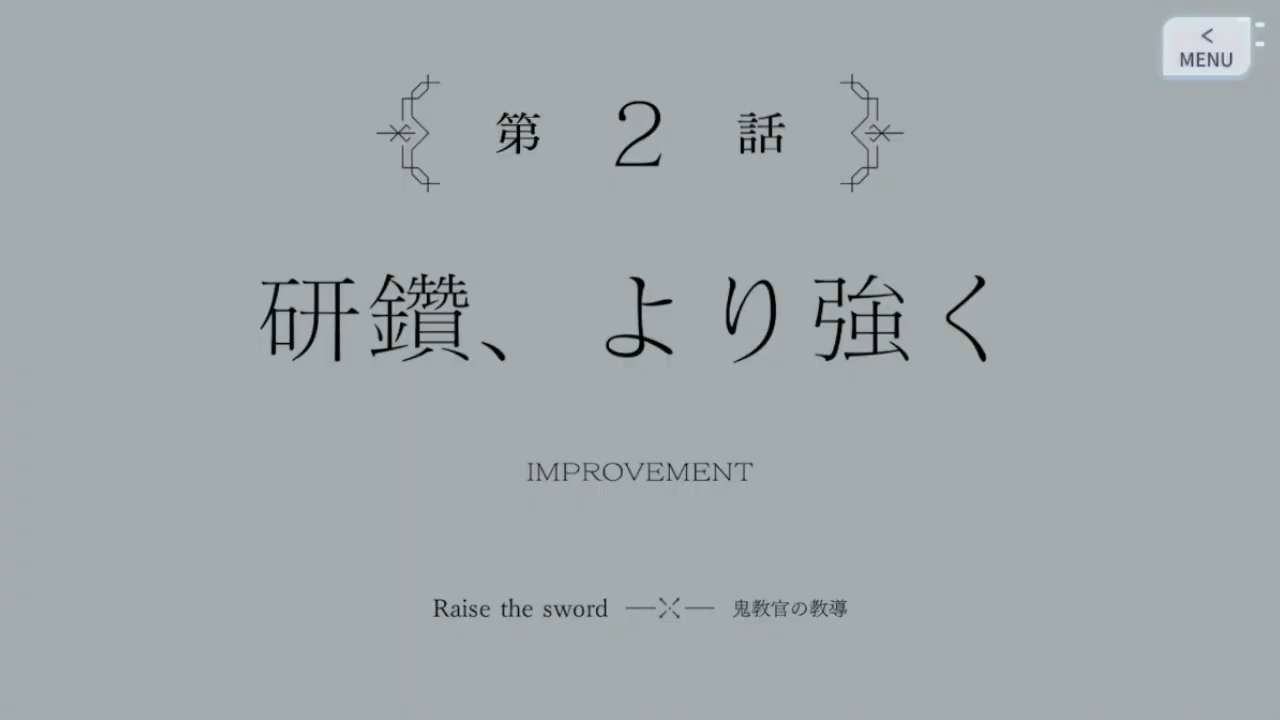 <
MENU
第 2 話
研鑽、より強く
IMPROVEMENT
Raise the sword 鬼教官の教導